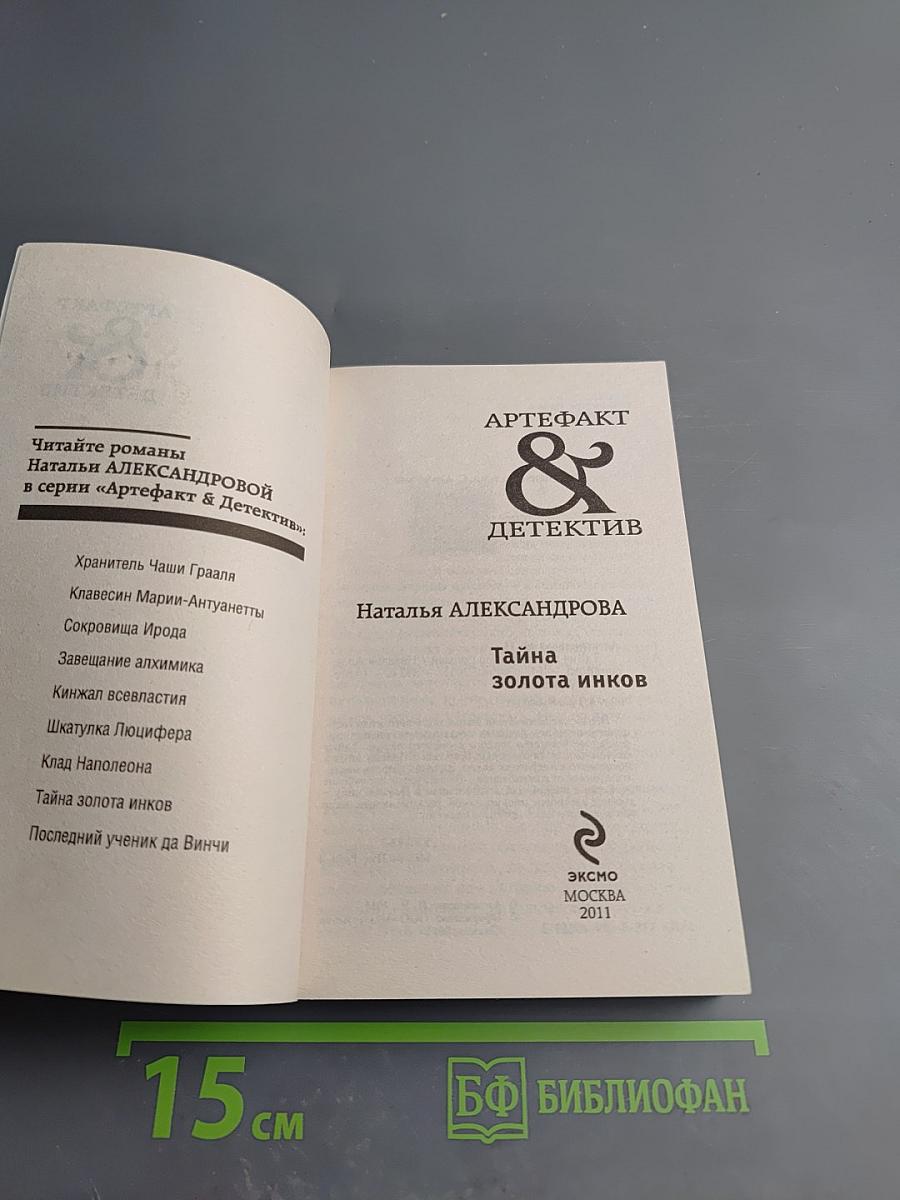 Читайте романы
Натальи АЛЕКСАНДРОВОЙ
в серии «Артефакт & Детектив»:
Хранитель Чаши Грааля
Клавесин Марии-Антуанетты
Сокровища Ирода
Завещание алхимика
Кинжал всевластия
Шкатулка Люцифера
Клад Наполеона
Тайна золота инков
Последний ученик да Винчи
АРТЕФАКТ
&
ДЕТЕКТИВ
Наталья АЛЕКСАНДРОВА
Тайна
золота инков
ЭКСМО
МОСКВА
2011
15 см
БФ БИБЛИОФАН